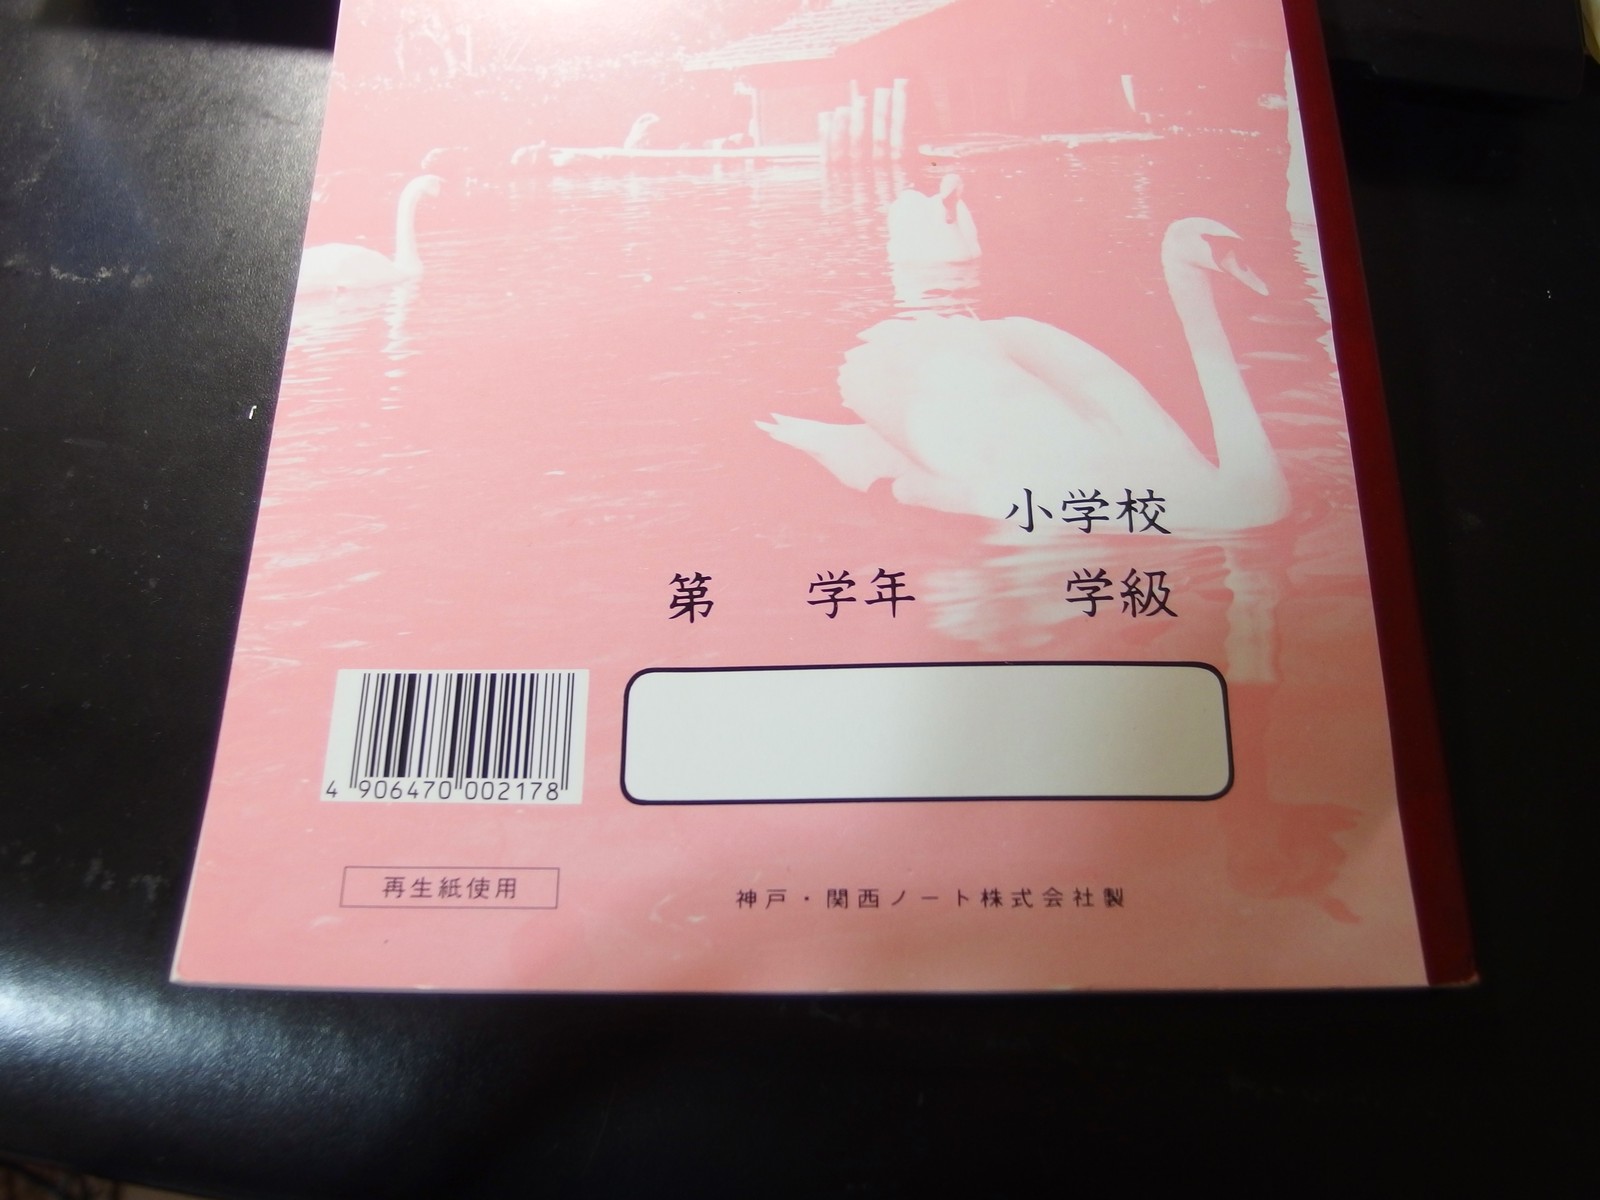 小学校
第 学年 学級
4 906470 002178
再生紙使用
神戸・関西ノート株式会社製